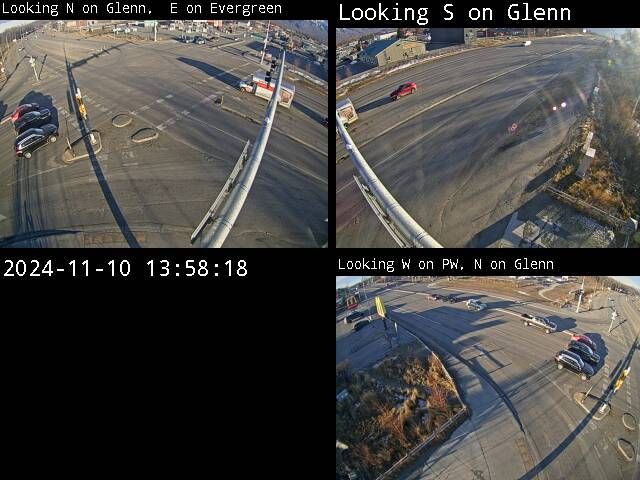 Looking N on Glenn,  E on Evergreen
Looking S on Glenn
2024-11-10 13:58:18
Looking W on PW, N on Glenn